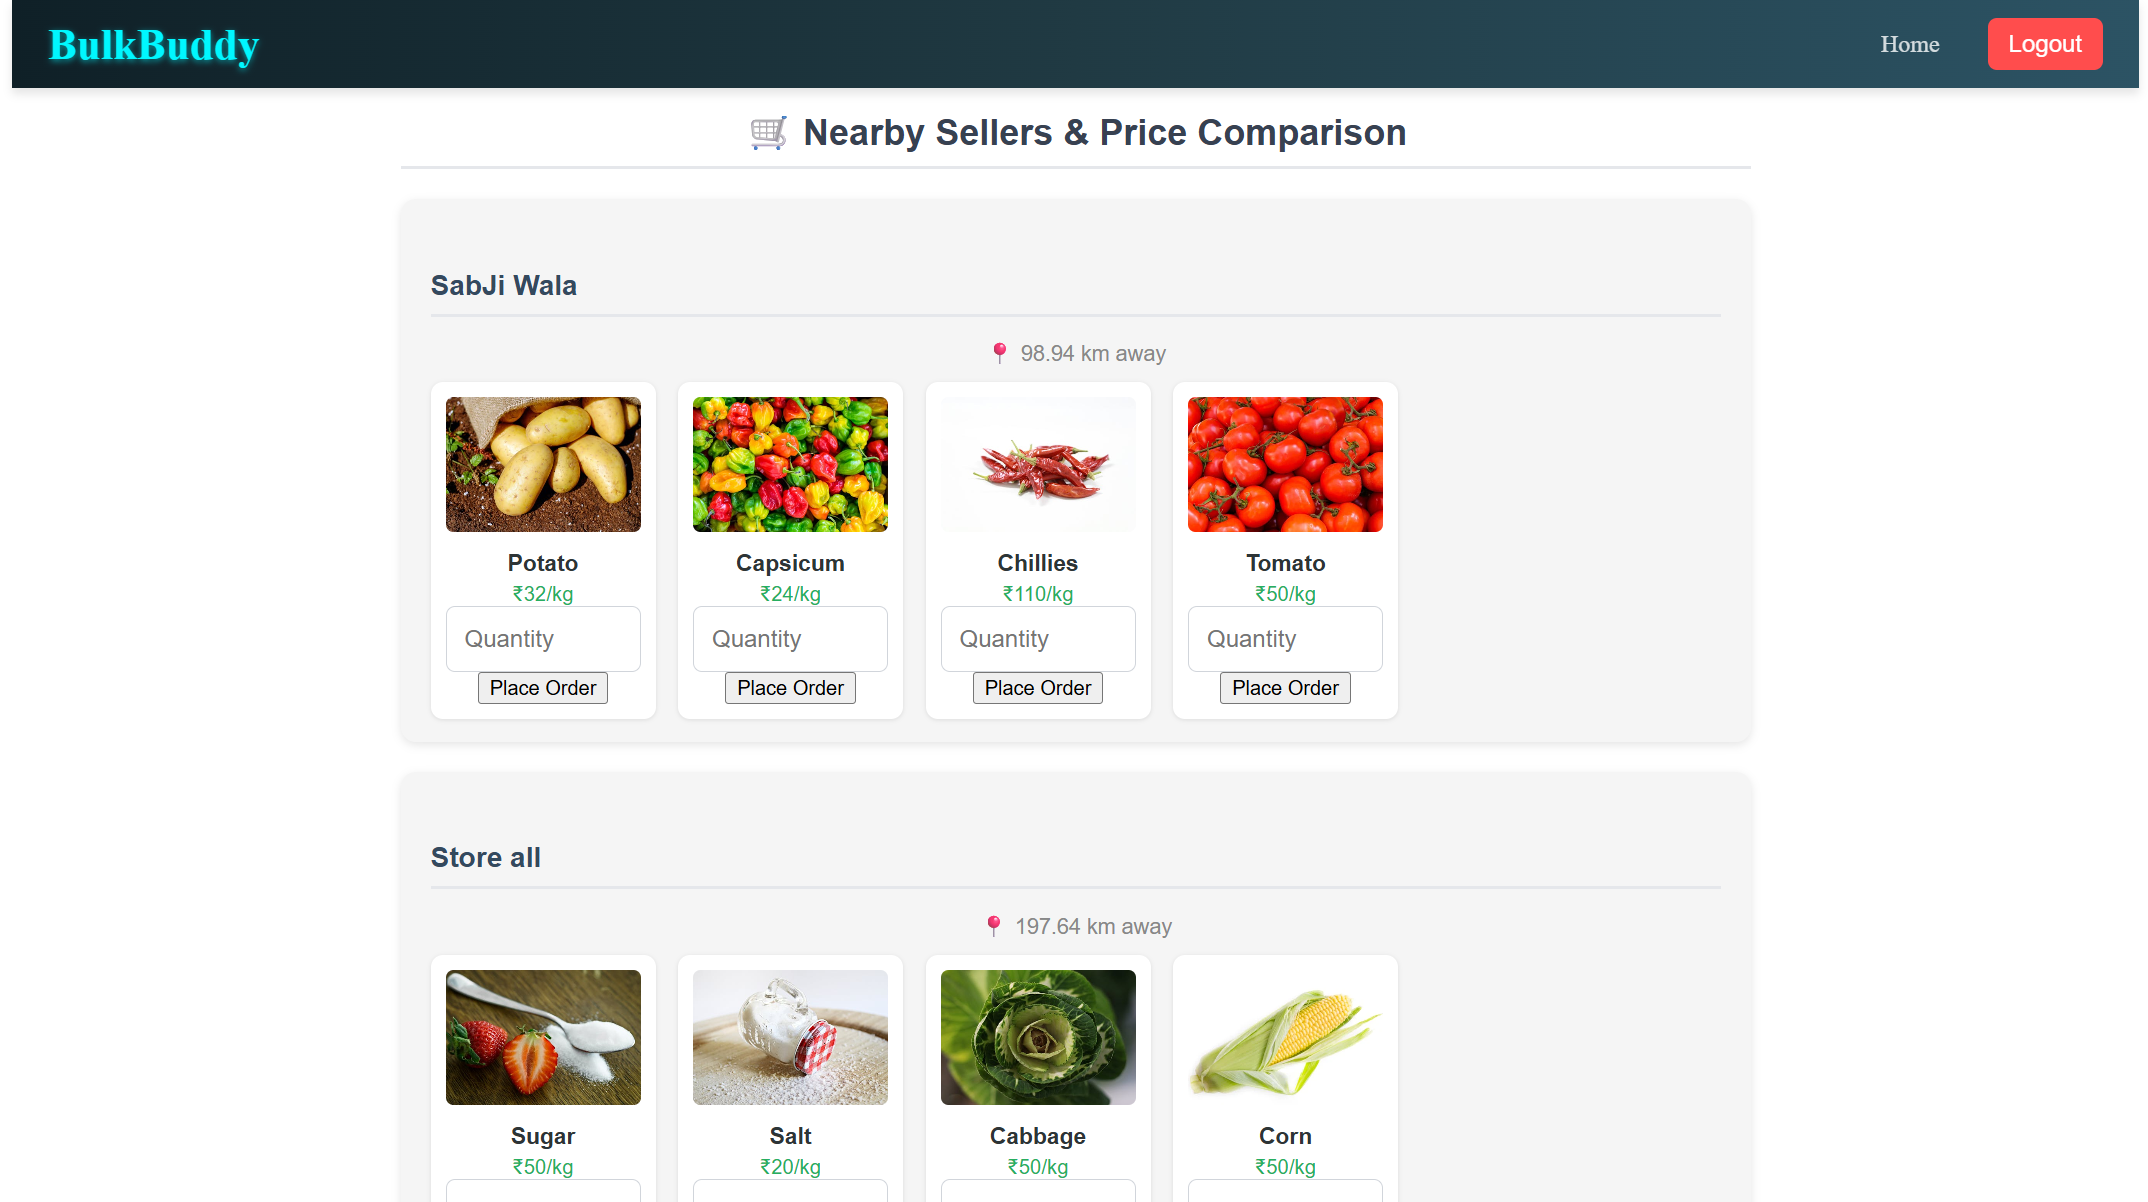 BulkBuddy
Home
Logout
🛒 Nearby Sellers & Price Comparison
SabJi Wala
📍 98.94 km away
Potato
₹32/kg
Quantity
Place Order
Capsicum
₹24/kg
Quantity
Place Order
Chillies
₹110/kg
Quantity
Place Order
Tomato
₹50/kg
Quantity
Place Order
Store all
📍 197.64 km away
Sugar
₹50/kg
Salt
₹20/kg
Cabbage
₹50/kg
Corn
₹50/kg